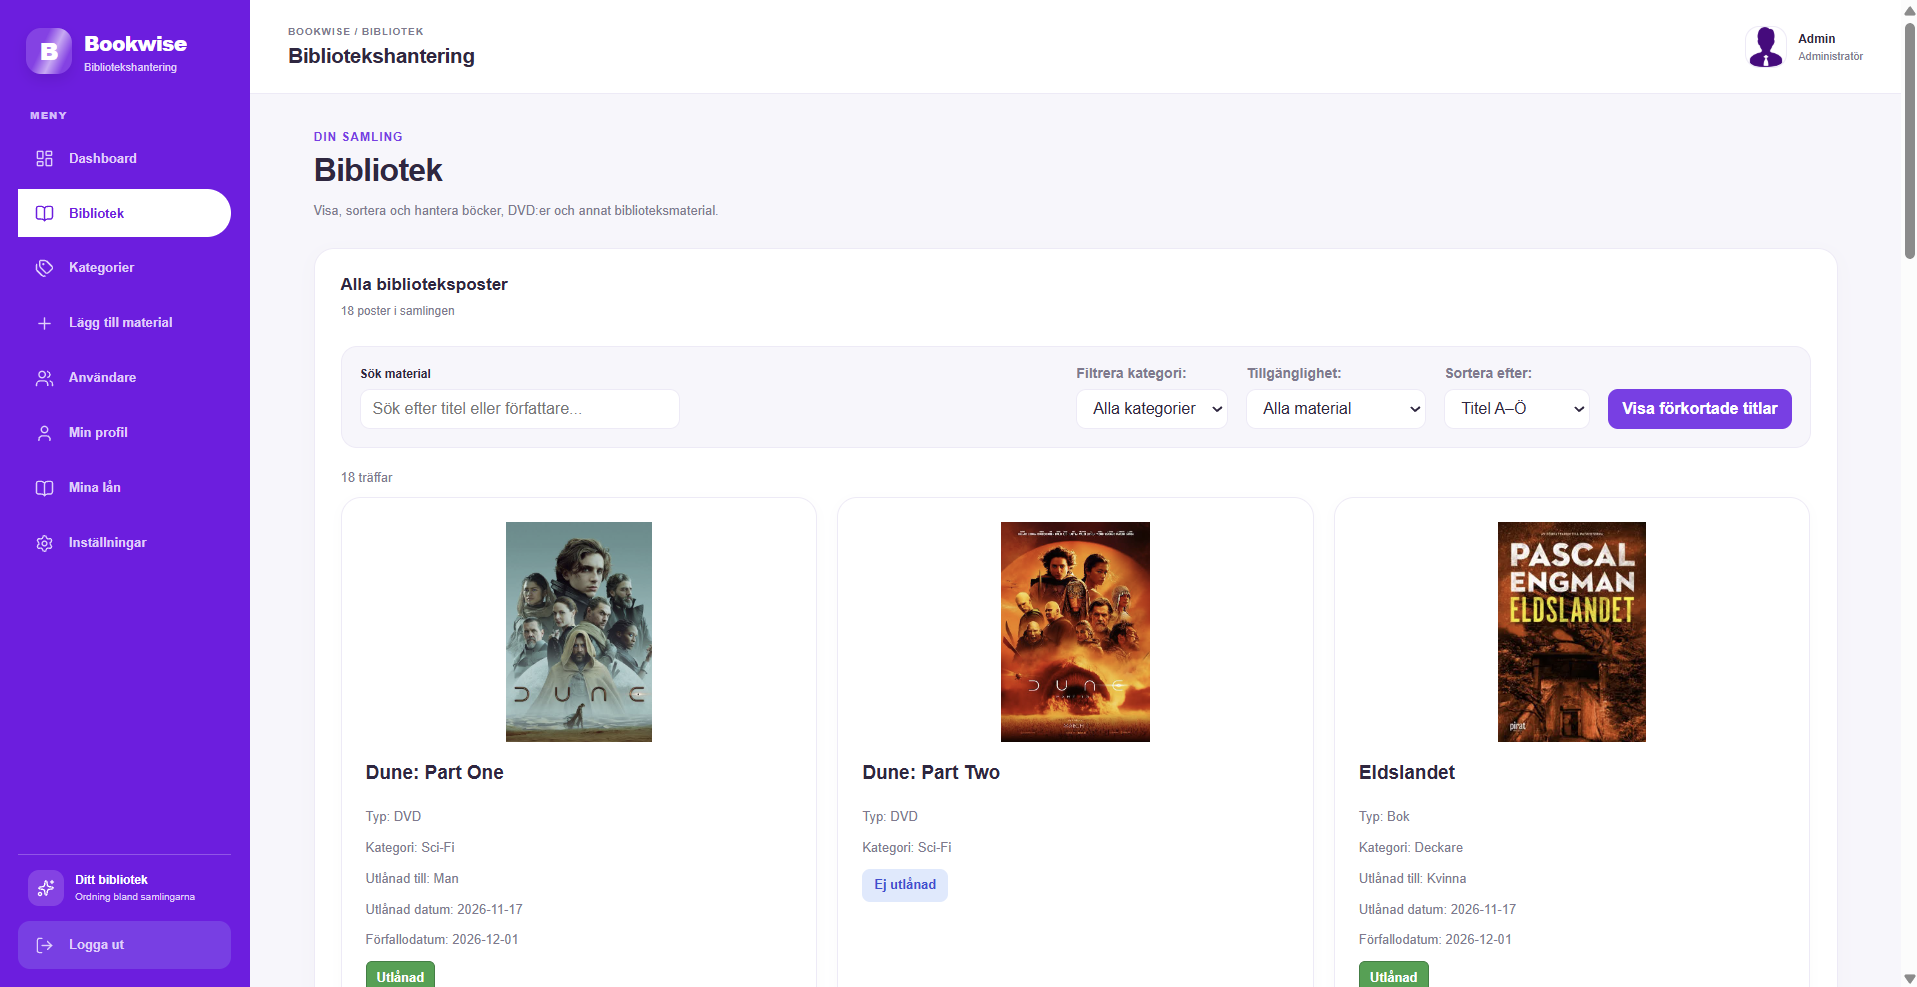 B
Bookwise
Bibliotekshantering
MENY
Dashboard
Bibliotek
Kategorier
Lägg till material
Användare
Min profil
Mina lån
Inställningar
Ditt bibliotek
Ordning bland samlingarna
Logga ut
BOOKWISE / BIBLIOTEK
Bibliotekshantering
Admin
Administratör
DIN SAMLING
Bibliotek
Visa, sortera och hantera böcker, DVD:er och annat biblioteksmaterial.
Alla biblioteksposter
18 poster i samlingen
Sök material
Sök efter titel eller författare...
Filtrera kategori:
Alla kategorier
Tillgänglighet:
Alla material
Sortera efter:
Titel A–Ö
Visa förkortade titlar
18 träffar
DUNE
Dune: Part One
Typ: DVD
Kategori: Sci-Fi
Utlånad till: Man
Utlånad datum: 2026-11-17
Förfallodatum: 2026-12-01
Utlånad
DUNE
Dune: Part Two
Typ: DVD
Kategori: Sci-Fi
Ej utlånad
PASCAL
ENGMAN
ELDSLANDET
pirat
Eldslandet
Typ: Bok
Kategori: Deckare
Utlånad till: Kvinna
Utlånad datum: 2026-11-17
Förfallodatum: 2026-12-01
Utlånad